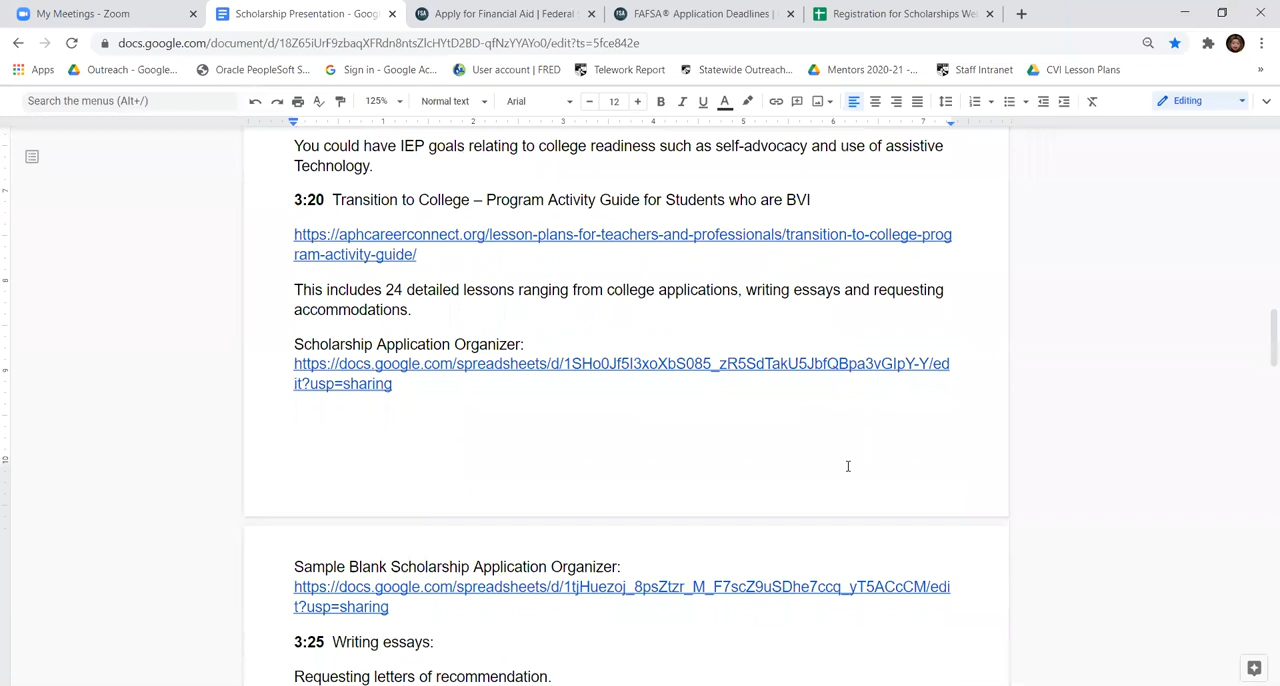 My Meetings - Zoom
Scholarship Presentation - Goog
Apply for Financial Aid | Federal
FAFSA® Application Deadlines |
Registration for Scholarships We
docs.google.com/document/d/18Z65iUrF9zbaqXFRdn8ntsZlcHYtD2BD-qfNzYYAYo0/edit?ts=5fce842e
Apps
Outreach - Google...
Oracle PeopleSoft S...
Sign in - Google Ac...
User account | FRED
Telework Report
Statewide Outreach...
Mentors 2020-21 -...
Staff Intranet
CVI Lesson Plans
»
Search the menus (Alt+/)
125%
Normal text
Arial
12
Editing
1 2 3 4 5 6 7
You could have IEP goals relating to college readiness such as self-advocacy and use of assistive
Technology.
3:20 Transition to College – Program Activity Guide for Students who are BVI
https://aphcareerconnect.org/lesson-plans-for-teachers-and-professionals/transition-to-college-prog
ram-activity-guide/
This includes 24 detailed lessons ranging from college applications, writing essays and requesting
accommodations.
Scholarship Application Organizer:
https://docs.google.com/spreadsheets/d/1SHo0Jf5I3xoXbS085_zR5SdTakU5JbfQBpa3vGIpY-Y/ed
it?usp=sharing
Sample Blank Scholarship Application Organizer:
https://docs.google.com/spreadsheets/d/1tjHuezoj_8psZtzr_M_F7scZ9uSDhe7ccq_yT5ACcCM/edi
t?usp=sharing
3:25 Writing essays:
Requesting letters of recommendation.